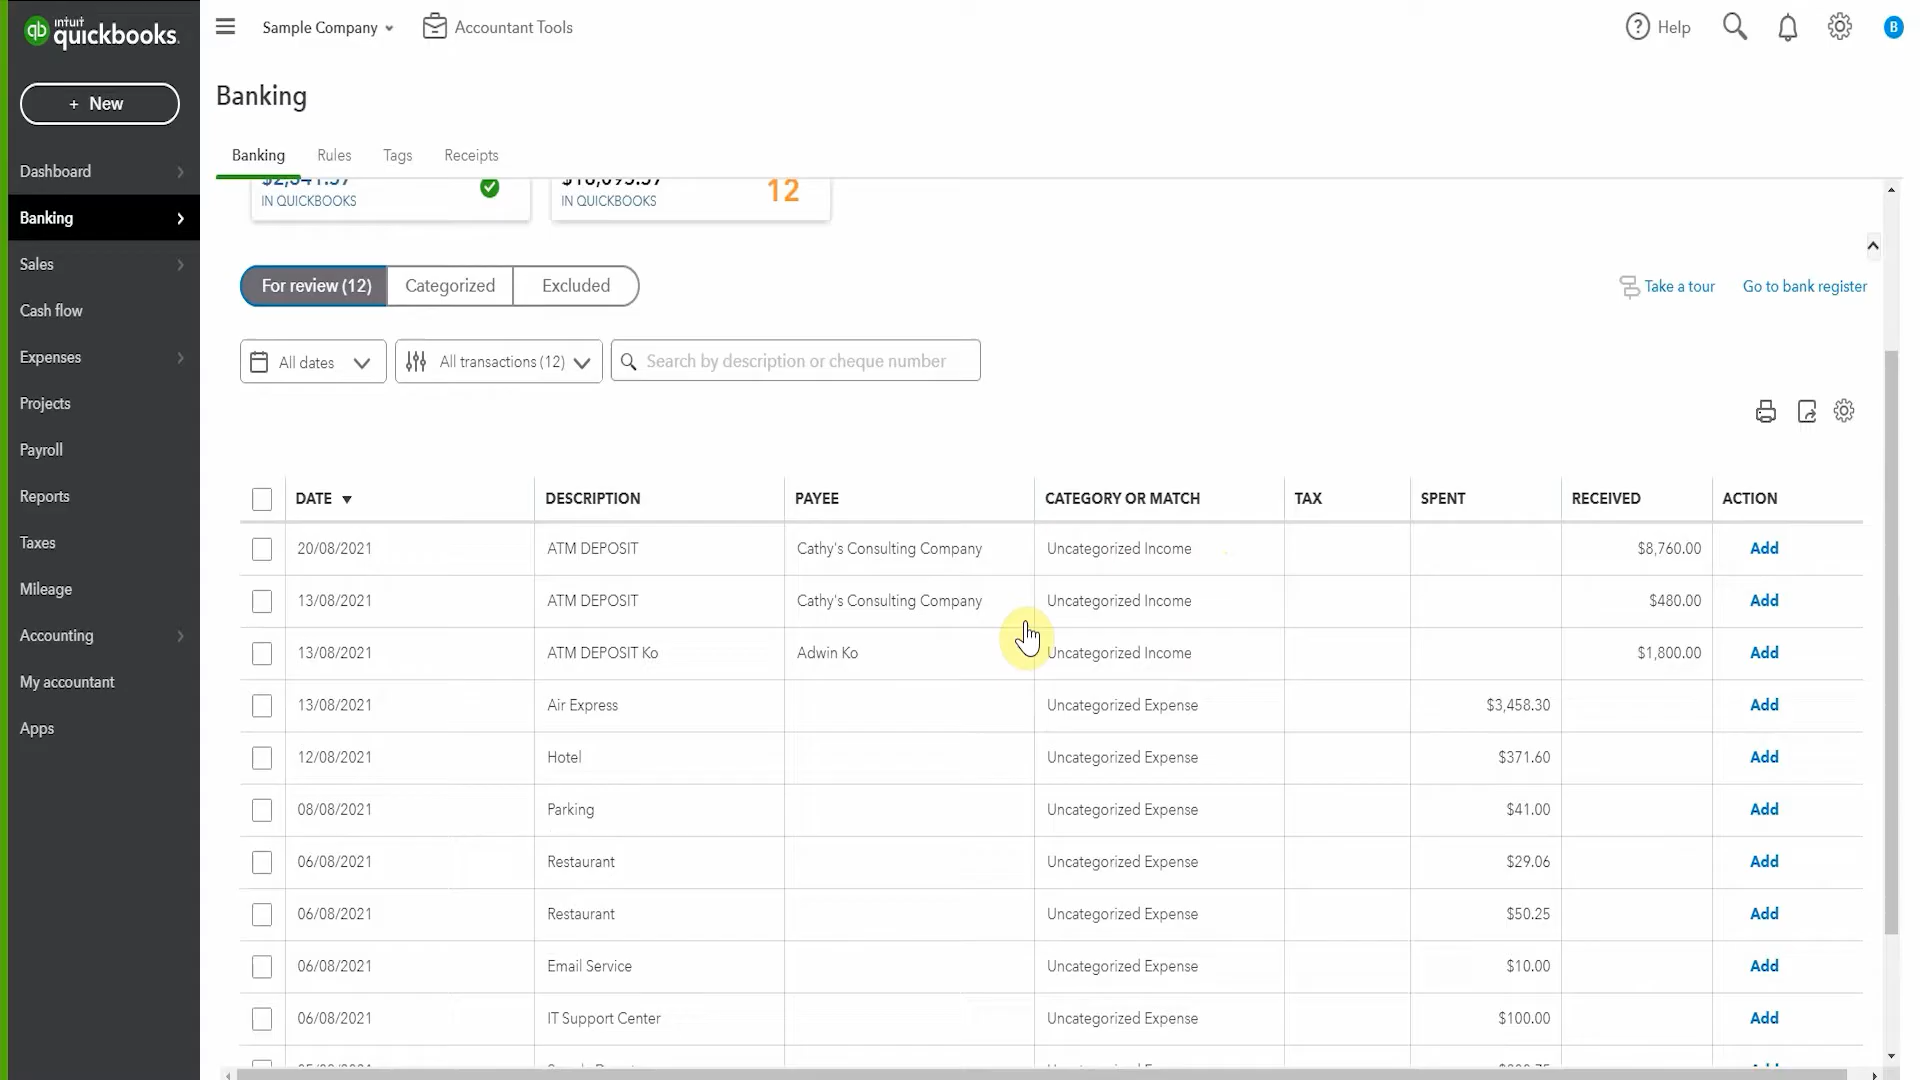 intuit
qb quickbooks.
Sample Company
Accountant Tools
Help
B
+ New
Dashboard
Banking
Sales
Cash flow
Expenses
Projects
Payroll
Reports
Taxes
Mileage
Accounting
My accountant
Apps
Banking
Banking Rules Tags Receipts
IN QUICKBOOKS
IN QUICKBOOKS
12
For review (12) Categorized Excluded
Take a tour Go to bank register
All dates All transactions (12) Search by description or cheque number
DATE DESCRIPTION PAYEE CATEGORY OR MATCH TAX SPENT RECEIVED ACTION
20/08/2021 ATM DEPOSIT Cathy's Consulting Company Uncategorized Income $8,760.00 Add
13/08/2021 ATM DEPOSIT Cathy's Consulting Company Uncategorized Income $480.00 Add
13/08/2021 ATM DEPOSIT Ko Adwin Ko Uncategorized Income $1,800.00 Add
13/08/2021 Air Express Uncategorized Expense $3,458.30 Add
12/08/2021 Hotel Uncategorized Expense $371.60 Add
08/08/2021 Parking Uncategorized Expense $41.00 Add
06/08/2021 Restaurant Uncategorized Expense $29.06 Add
06/08/2021 Restaurant Uncategorized Expense $50.25 Add
06/08/2021 Email Service Uncategorized Expense $10.00 Add
06/08/2021 IT Support Center Uncategorized Expense $100.00 Add